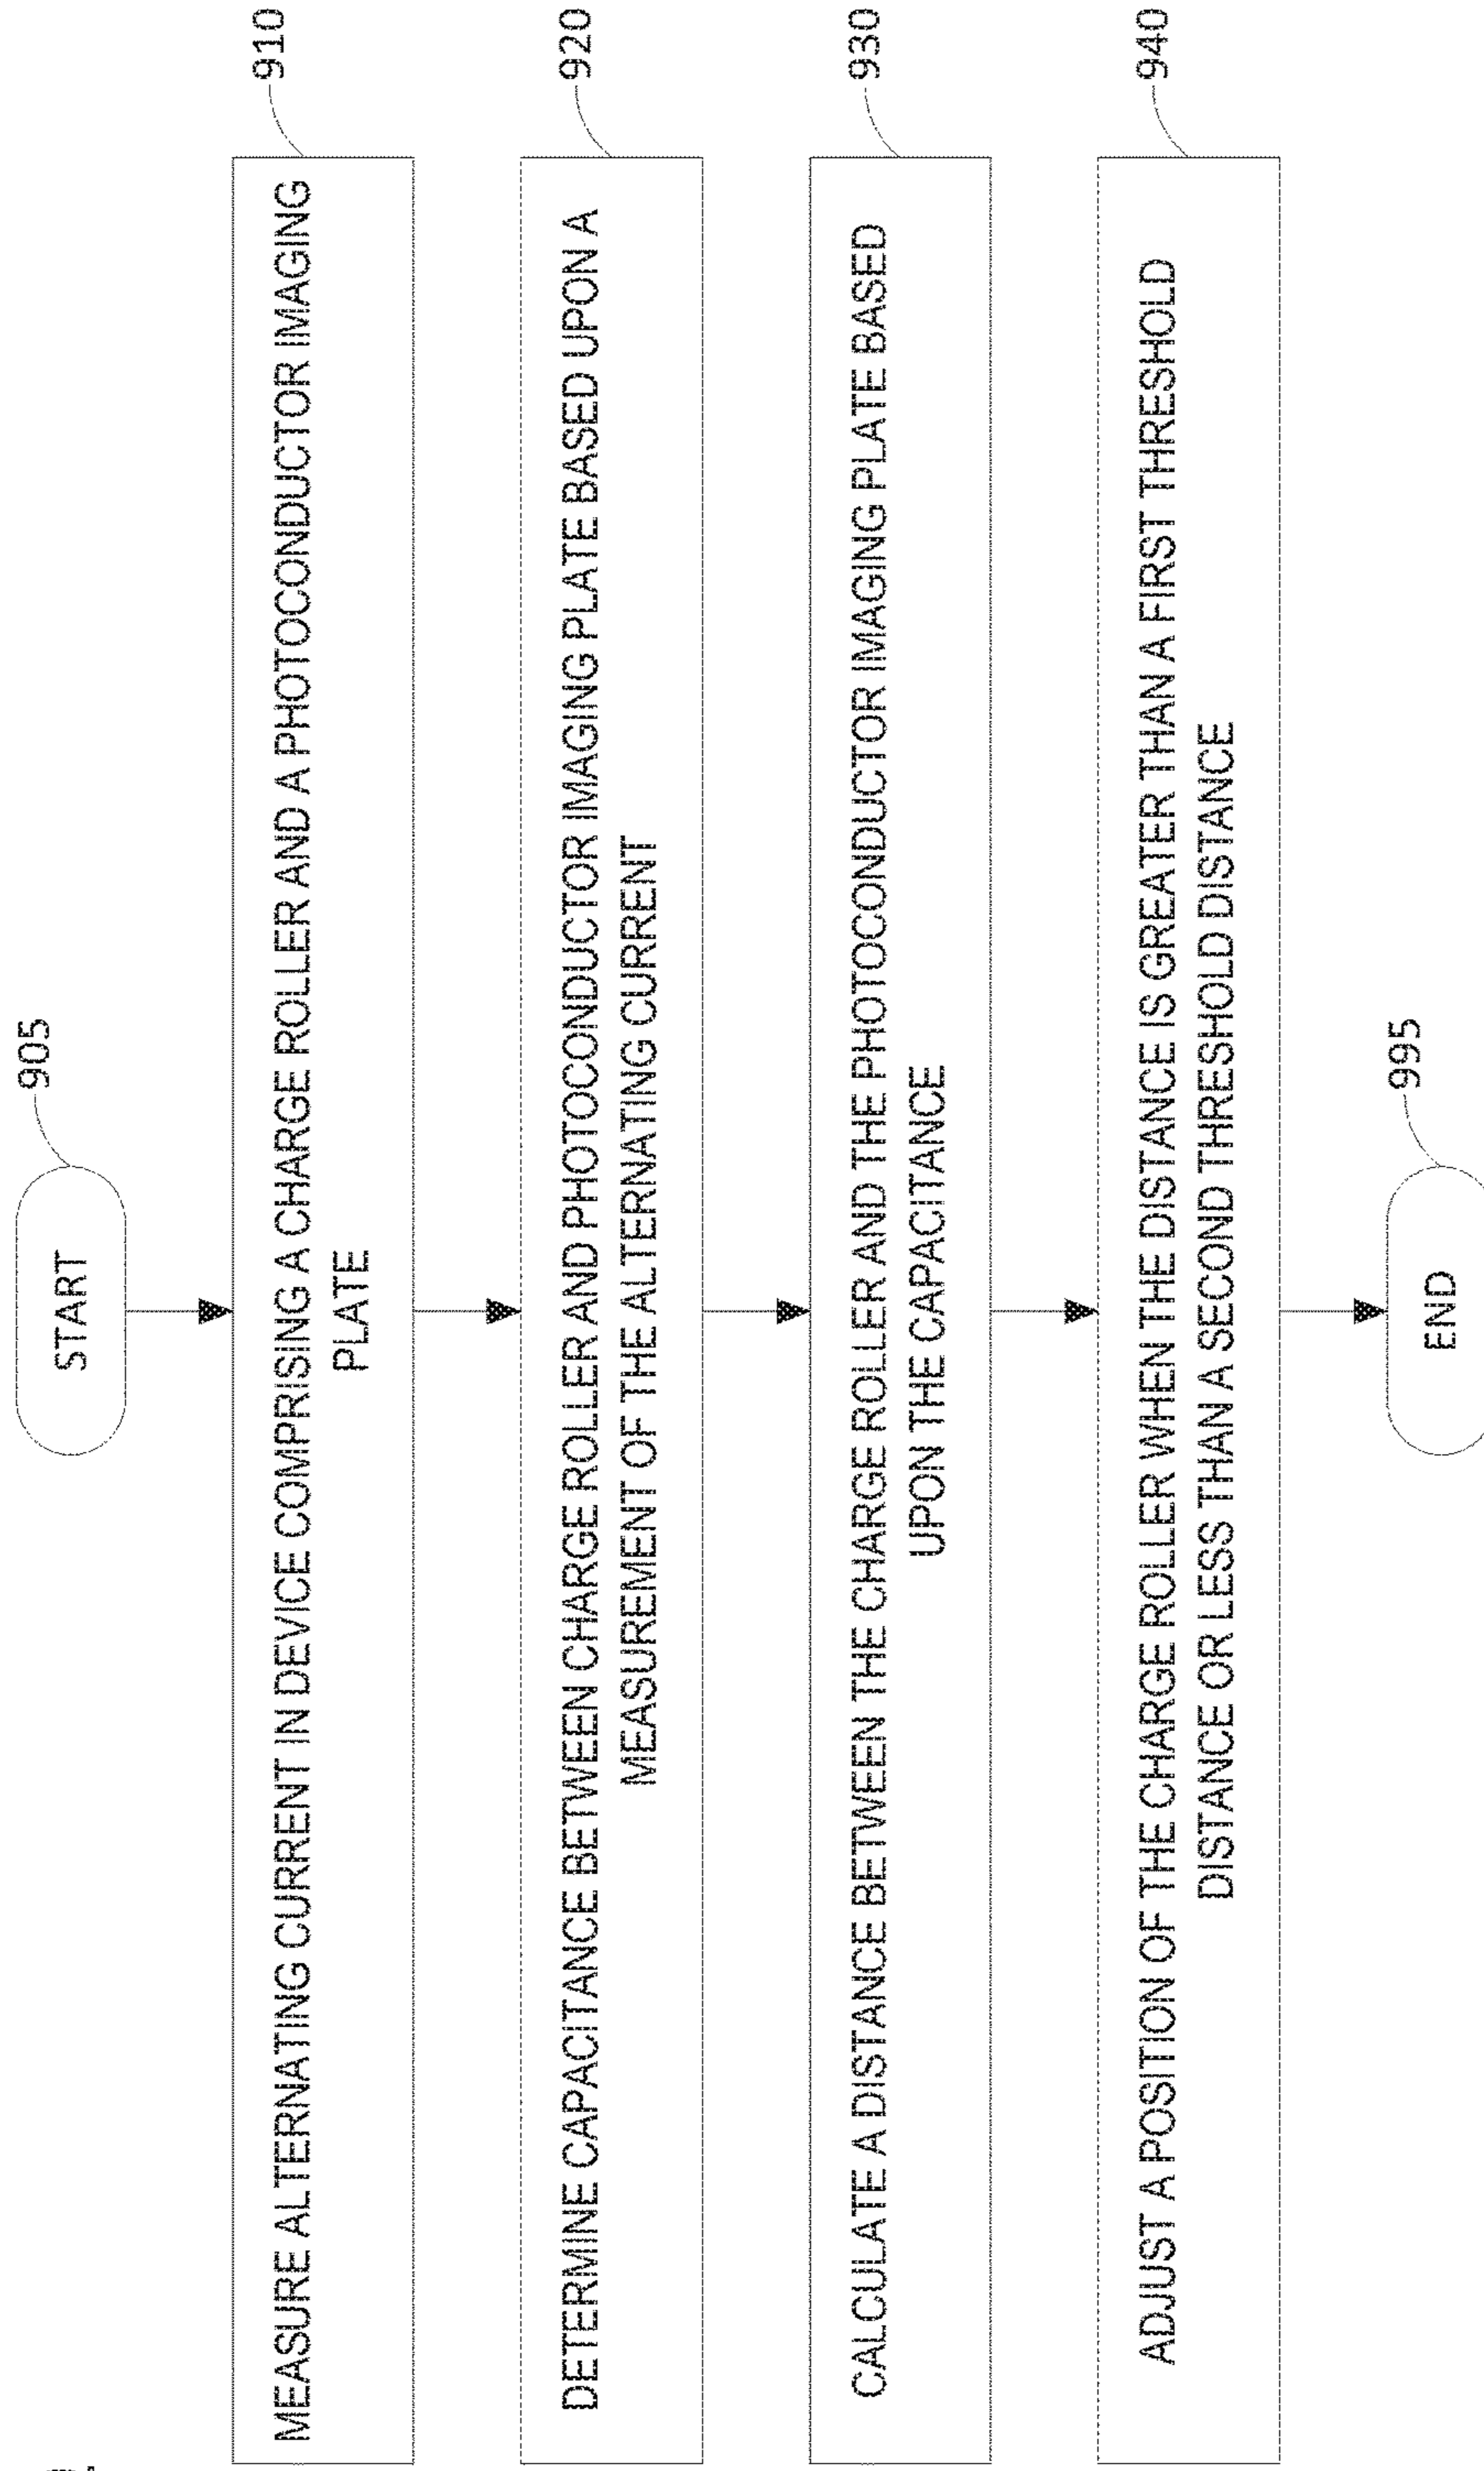 905
START
910
MEASURE ALTERNATING CURRENT IN DEVICE COMPRISING A CHARGE ROLLER AND A PHOTOCONDUCTOR IMAGING
PLATE
920
DETERMINE CAPACITANCE BETWEEN CHARGE ROLLER AND PHOTOCONDUCTOR IMAGING PLATE BASED UPON A
MEASUREMENT OF THE ALTERNATING CURRENT
930
CALCULATE A DISTANCE BETWEEN THE CHARGE ROLLER AND THE PHOTOCONDUCTOR IMAGING PLATE BASED
UPON THE CAPACITANCE
940
ADJUST A POSITION OF THE CHARGE ROLLER WHEN THE DISTANCE IS GREATER THAN A FIRST THRESHOLD
DISTANCE OR LESS THAN A SECOND THRESHOLD DISTANCE
995
END